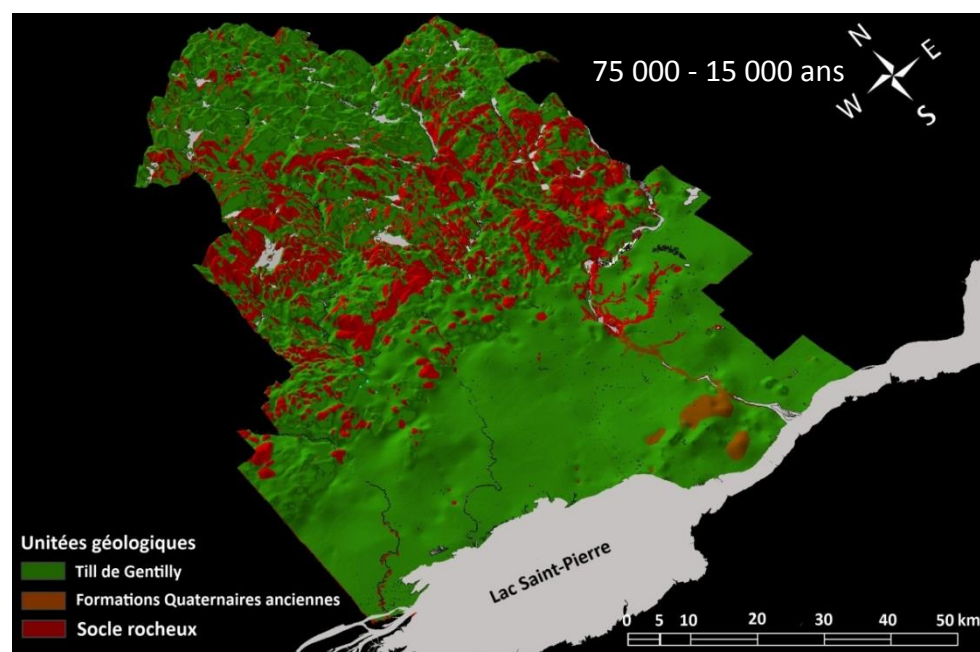 75 000 - 15 000 ans
N
E
W
S
Unitées géologiques
Till de Gentilly
Formations Quaternaires anciennes
Socle rocheux
Lac Saint-Pierre
0 5 10 20 30 40 50 km